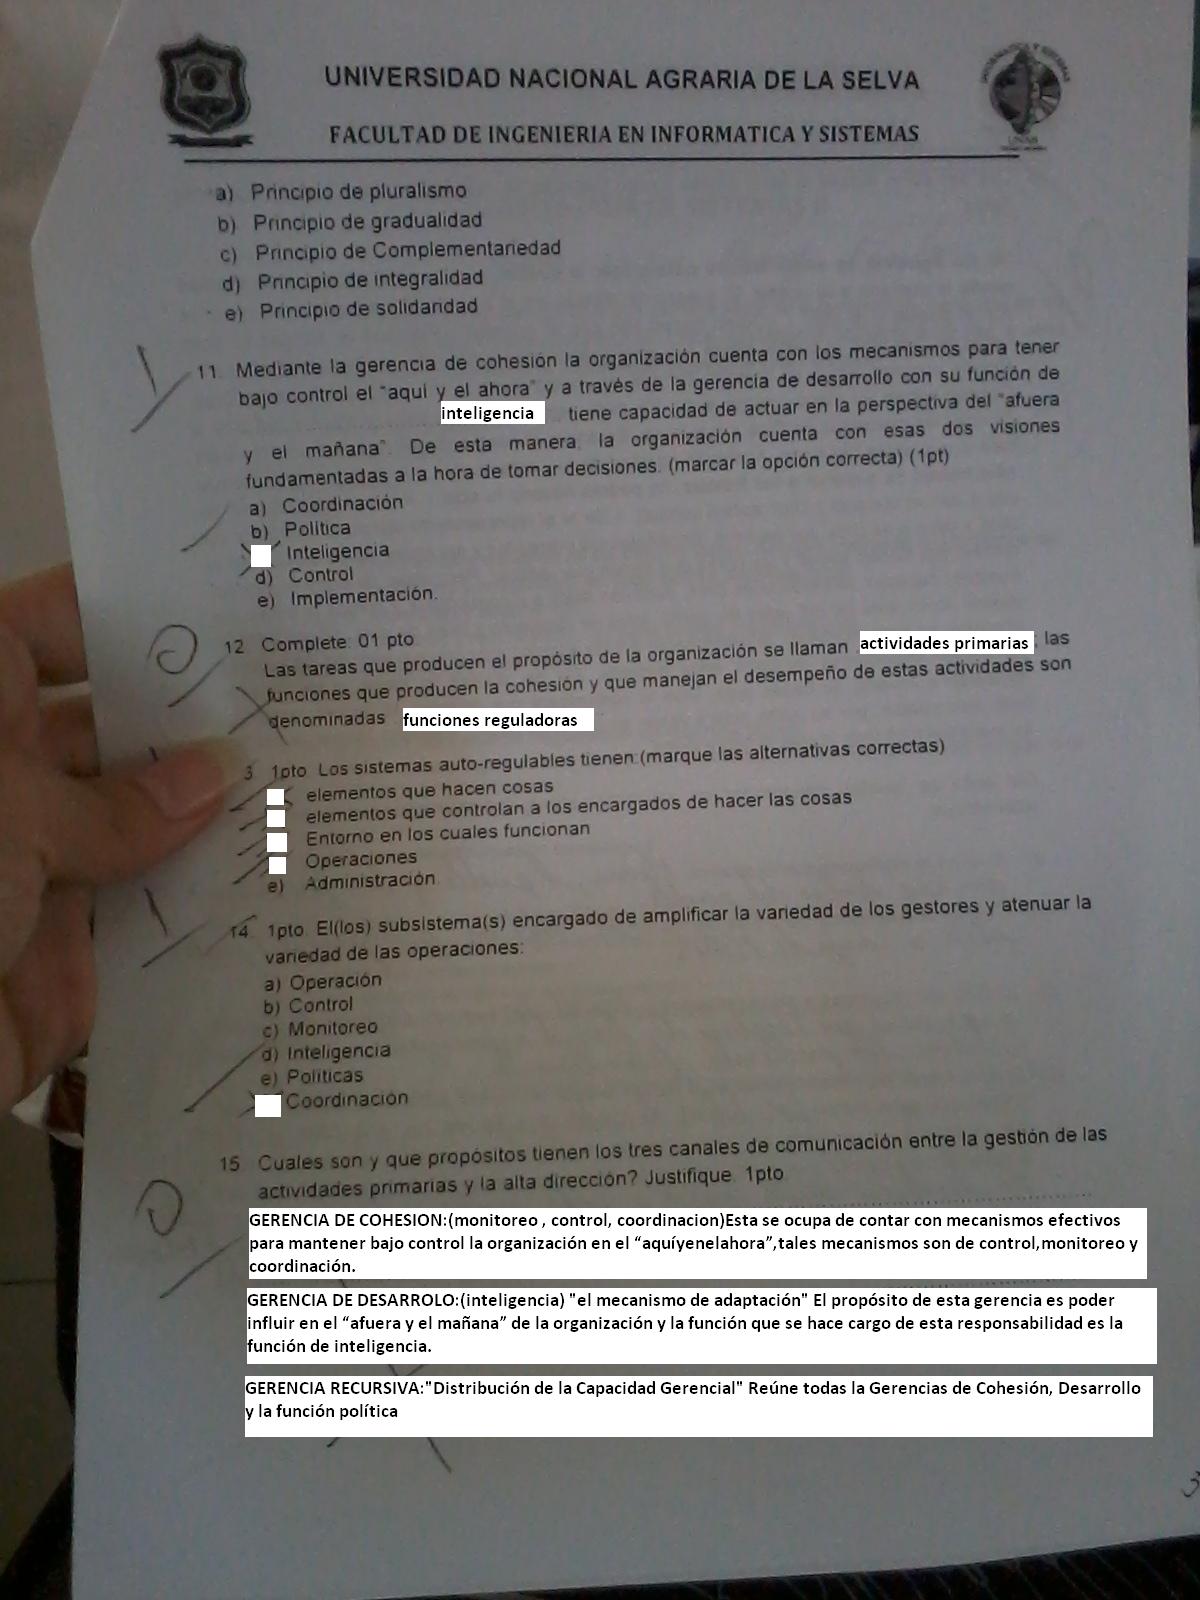 UNIVERSIDAD NACIONAL AGRARIA DE LA SELVA
FACULTAD DE INGENIERIA EN INFORMATICA Y SISTEMAS
a) Principio de pluralismo
b) Principio de gradualidad
c) Principio de Complementariedad
d) Principio de integralidad
e) Principio de solidaridad
11. Mediante la gerencia de cohesión la organización cuenta con los mecanismos para tener
bajo control el "aquí y el ahora" y a través de la gerencia de desarrollo con su función de
inteligencia tiene capacidad de actuar en la perspectiva del "afuera
y el mañana". De esta manera, la organización cuenta con esas dos visiones
fundamentadas a la hora de tomar decisiones. (marcar la opción correcta) (1pt)
a) Coordinación
b) Política
Inteligencia
d) Control
e) Implementación.
12 Complete: 01 pto
Las tareas que producen el propósito de la organización se llaman actividades primarias ; las
funciones que producen la cohesión y que manejan el desempeño de estas actividades son
denominadas funciones reguladoras
3 1pto Los sistemas auto-regulables tienen:(marque las alternativas correctas)
elementos que hacen cosas
elementos que controlan a los encargados de hacer las cosas
Entorno en los cuales funcionan
Operaciones
e) Administración
14. 1pto. El(los) subsistema(s) encargado de amplificar la variedad de los gestores y atenuar la
variedad de las operaciones:
a) Operación
b) Control
c) Monitoreo
d) Inteligencia
e) Políticas
Coordinación
15 Cuales son y que propósitos tienen los tres canales de comunicación entre la gestión de las
actividades primarias y la alta dirección? Justifique. 1pto
GERENCIA DE COHESION:(monitoreo , control, coordinacion)Esta se ocupa de contar con mecanismos efectivos
para mantener bajo control la organización en el “aquíyenelahora”,tales mecanismos son de control,monitoreo y
coordinación.
GERENCIA DE DESARROLO:(inteligencia) "el mecanismo de adaptación" El propósito de esta gerencia es poder
influir en el “afuera y el mañana” de la organización y la función que se hace cargo de esta responsabilidad es la
función de inteligencia.
GERENCIA RECURSIVA:"Distribución de la Capacidad Gerencial" Reúne todas la Gerencias de Cohesión, Desarrollo
y la función política
3